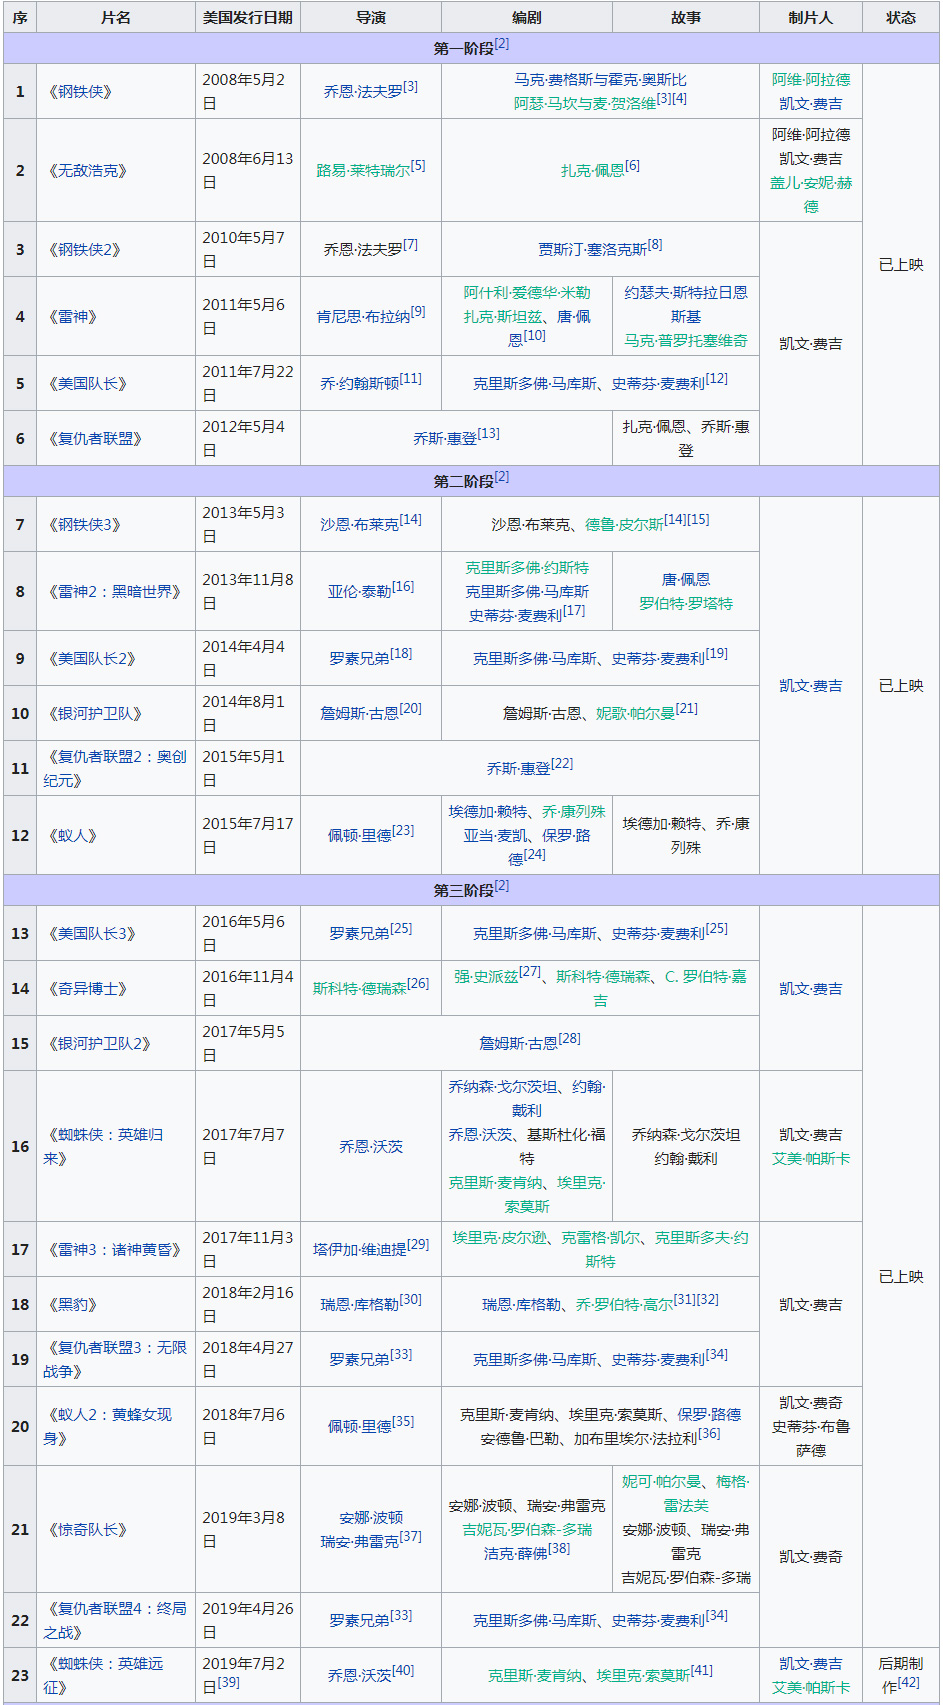 序 片名 美国发行日期 导演 编剧 故事 制片人 状态
第一阶段[2]
1 《钢铁侠》 2008年5月2日 乔恩·法夫罗[3] 马克·费格斯与霍克·奥斯比
阿瑟·马坎与麦·贺洛维[3][4] 阿维·阿拉德
凯文·费吉 已上映
2 《无敌浩克》 2008年6月13日 路易·莱特瑞尔[5] 扎克·佩恩[6] 阿维·阿拉德
凯文·费吉
盖儿·安妮·赫德
3 《钢铁侠2》 2010年5月7日 乔恩·法夫罗[7] 贾斯汀·塞洛克斯[8] 凯文·费吉
4 《雷神》 2011年5月6日 肯尼思·布拉纳[9] 阿什利·爱德华·米勒
扎克·斯坦兹、唐·佩恩[10] 约瑟夫·斯特拉日恩斯基
马克·普罗托塞维奇
5 《美国队长》 2011年7月22日 乔·约翰斯顿[11] 克里斯多佛·马库斯、史蒂芬·麦费利[12]
6 《复仇者联盟》 2012年5月4日 乔斯·惠登[13] 扎克·佩恩、乔斯·惠登
第二阶段[2]
7 《钢铁侠3》 2013年5月3日 沙恩·布莱克[14] 沙恩·布莱克、德鲁·皮尔斯[14][15] 凯文·费吉 已上映
8 《雷神2：黑暗世界》 2013年11月8日 亚伦·泰勒[16] 克里斯多佛·约斯特
克里斯多佛·马库斯
史蒂芬·麦费利[17] 唐·佩恩
罗伯特·罗塔特
9 《美国队长2》 2014年4月4日 罗素兄弟[18] 克里斯多佛·马库斯、史蒂芬·麦费利[19]
10 《银河护卫队》 2014年8月1日 詹姆斯·古恩[20] 詹姆斯·古恩、妮歌·帕尔曼[21]
11 《复仇者联盟2：奥创纪元》 2015年5月1日 乔斯·惠登[22]
12 《蚁人》 2015年7月17日 佩顿·里德[23] 埃德加·赖特、乔·康列殊
亚当·麦凯、保罗·路德[24] 埃德加·赖特、乔·康列殊
第三阶段[2]
13 《美国队长3》 2016年5月6日 罗素兄弟[25] 克里斯多佛·马库斯、史蒂芬·麦费利[25] 凯文·费吉 已上映
14 《奇异博士》 2016年11月4日 斯科特·德瑞森[26] 强·史派兹[27]、斯科特·德瑞森、C. 罗伯特·嘉吉
15 《银河护卫队2》 2017年5月5日 詹姆斯·古恩[28]
16 《蜘蛛侠：英雄归来》 2017年7月7日 乔恩·沃茨 乔纳森·戈尔茨坦、约翰·戴利
乔恩·沃茨、基斯杜化·福特
克里斯·麦肯纳、埃里克·索莫斯 乔纳森·戈尔茨坦
约翰·戴利 凯文·费吉
艾美·帕斯卡
17 《雷神3：诸神黄昏》 2017年11月3日 塔伊加·维迪提[29] 埃里克·皮尔逊、克雷格·凯尔、克里斯多夫·约斯特 凯文·费吉
18 《黑豹》 2018年2月16日 瑞恩·库格勒[30] 瑞恩·库格勒、乔·罗伯特·高尔[31][32]
19 《复仇者联盟3：无限战争》 2018年4月27日 罗素兄弟[33] 克里斯多佛·马库斯、史蒂芬·麦费利[34]
20 《蚁人2：黄蜂女现身》 2018年7月6日 佩顿·里德[35] 克里斯·麦肯纳、埃里克·索莫斯、保罗·路德
安德鲁·巴勒、加布里埃尔·法拉利[36] 凯文·费奇
史蒂芬·布鲁萨德
21 《惊奇队长》 2019年3月8日 安娜·波顿
瑞安·弗雷克[37] 安娜·波顿、瑞安·弗雷克
吉妮瓦·罗伯森-多瑞
洁克·薛佛[38] 妮可·帕尔曼、梅格·雷法芙
安娜·波顿、瑞安·弗雷克
吉妮瓦·罗伯森-多瑞 凯文·费奇
22 《复仇者联盟4：终局之战》 2019年4月26日 罗素兄弟[33] 克里斯多佛·马库斯、史蒂芬·麦费利[34]
23 《蜘蛛侠：英雄远征》 2019年7月2日[39] 乔恩·沃茨[40] 克里斯·麦肯纳、埃里克·索莫斯[41] 凯文·费吉
艾美·帕斯卡 后期制作[42]